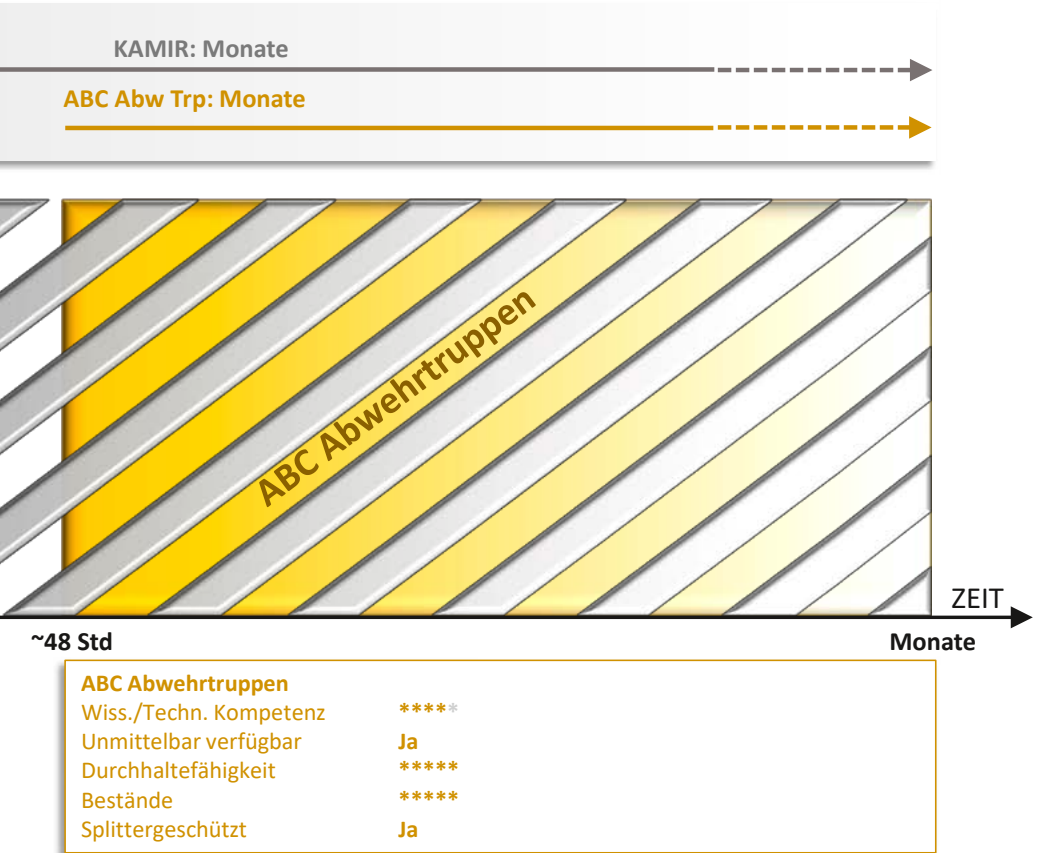 KAMIR: Monate
ABC Abw Trp: Monate
ABC Abwehrtruppen
ZEIT
~48 Std
Monate
ABC Abwehrtruppen
Wiss./Techn. Kompetenz *****
Unmittelbar verfügbar Ja
Durchhaltefähigkeit *****
Bestände *****
Splittergeschützt Ja